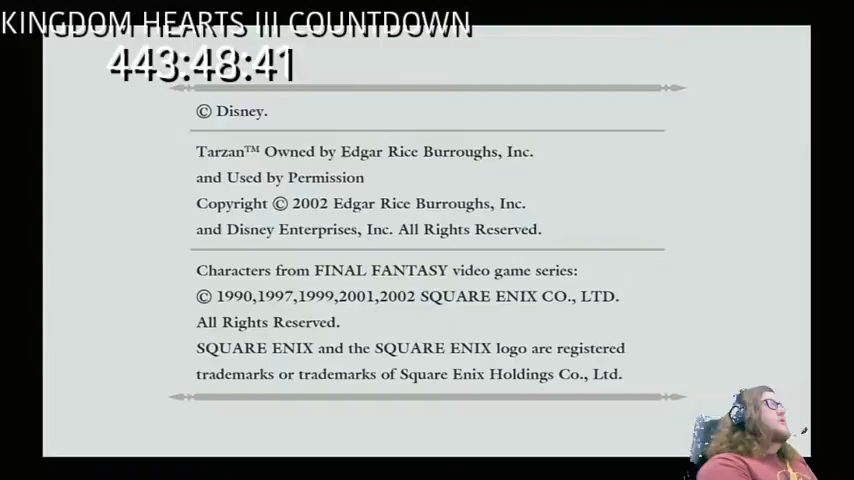 KINGDOM HEARTS III COUNTDOWN
443:48:41
© Disney.
Tarzan™ Owned by Edgar Rice Burroughs, Inc.
and Used by Permission
Copyright © 2002 Edgar Rice Burroughs, Inc.
and Disney Enterprises, Inc. All Rights Reserved.
Characters from FINAL FANTASY video game series:
© 1990,1997,1999,2001,2002 SQUARE ENIX CO., LTD.
All Rights Reserved.
SQUARE ENIX and the SQUARE ENIX logo are registered
trademarks or trademarks of Square Enix Holdings Co., Ltd.